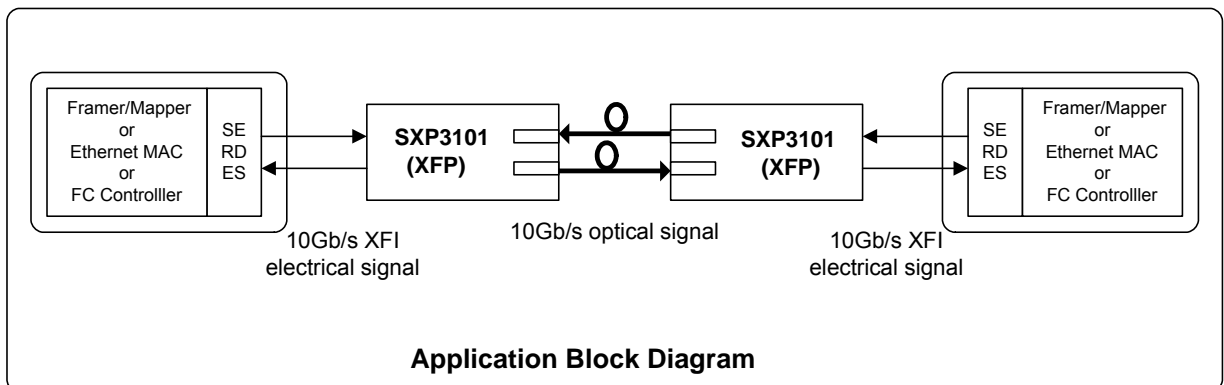 Framer/Mapper
or
Ethernet MAC
or
FC Controlller
SE
RD
ES
SXP3101
(XFP)
SXP3101
(XFP)
SE
RD
ES
Framer/Mapper
or
Ethernet MAC
or
FC Controlller
10Gb/s XFI
electrical signal
10Gb/s optical signal
10Gb/s XFI
electrical signal
Application Block Diagram